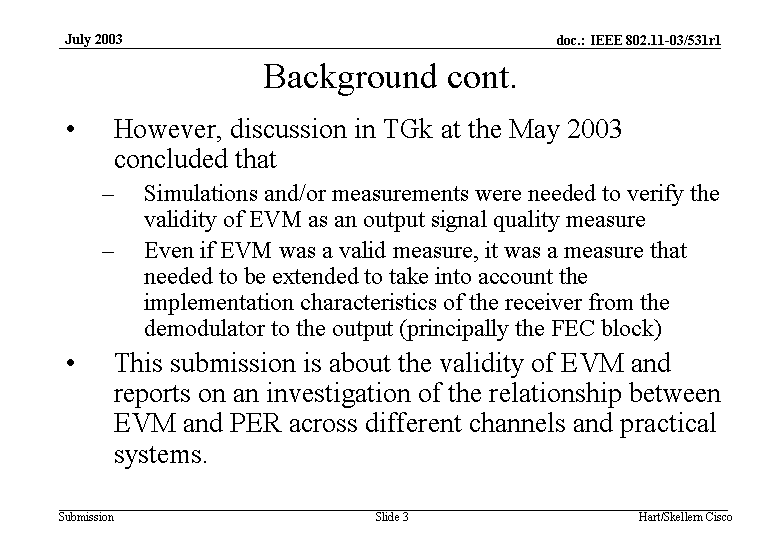 July 2003
doc.: IEEE 802.11-03/531r1
Background cont.
• However, discussion in TGk at the May 2003
concluded that
– Simulations and/or measurements were needed to verify the
validity of EVM as an output signal quality measure
– Even if EVM was a valid measure, it was a measure that
needed to be extended to take into account the
implementation characteristics of the receiver from the
demodulator to the output (principally the FEC block)
• This submission is about the validity of EVM and
reports on an investigation of the relationship between
EVM and PER across different channels and practical
systems.
Submission
Slide 3
Hart/Skellern Cisco